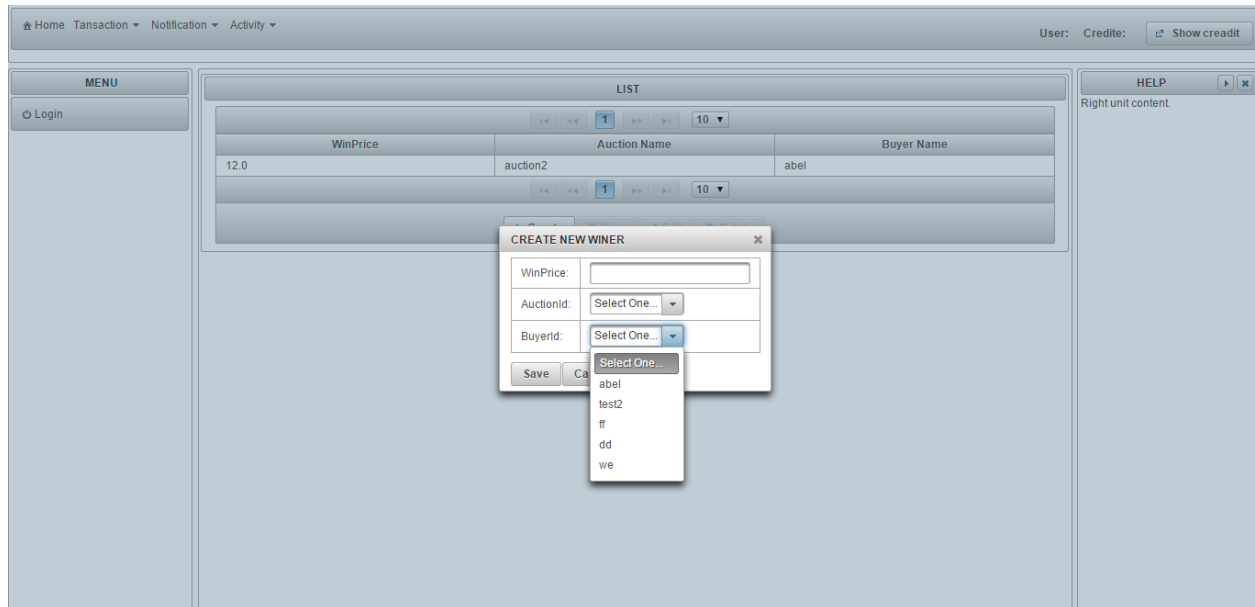 Home Tansaction Notification Activity
User: Credite: Show creadit
MENU
Login
LIST
1 10
WinPrice Auction Name Buyer Name
12.0 auction2 abel
1 10
CREATE NEW WINER
WinPrice:
AuctionId: Select One...
BuyerId: Select One...
Select One...
abel
test2
ff
dd
we
Save Ca
HELP
Right unit content.